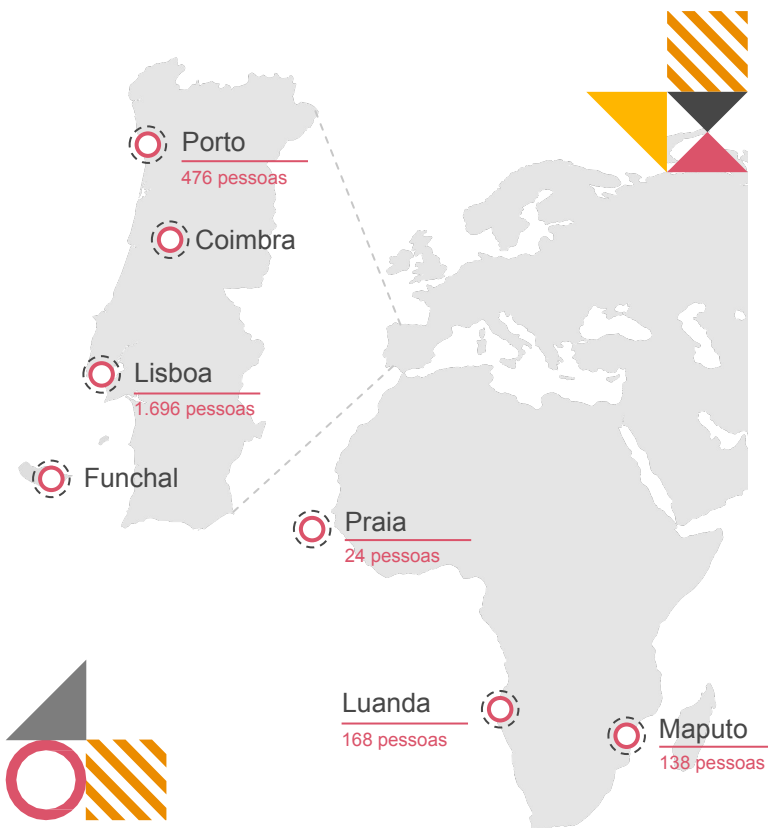 Porto
476 pessoas
Coimbra
Lisboa
1.696 pessoas
Funchal
Praia
24 pessoas
Luanda
168 pessoas
Maputo
138 pessoas